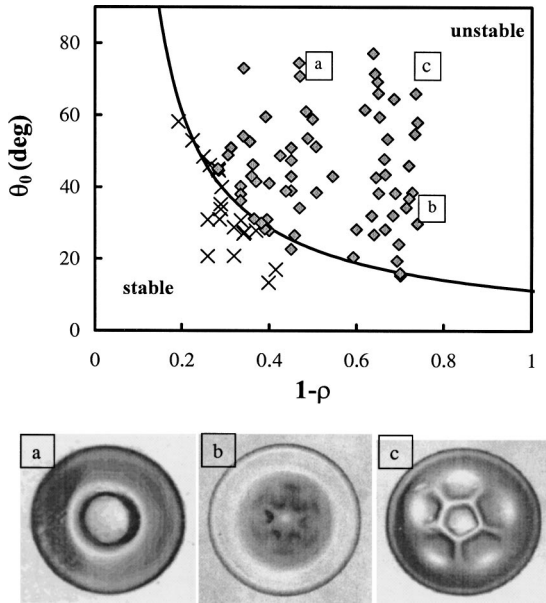 80
unstable
a
c
60
θ₀ (deg)
40
b
20
stable
0
0
0.2
0.4
0.6
0.8
1
1-ρ
a
b
c